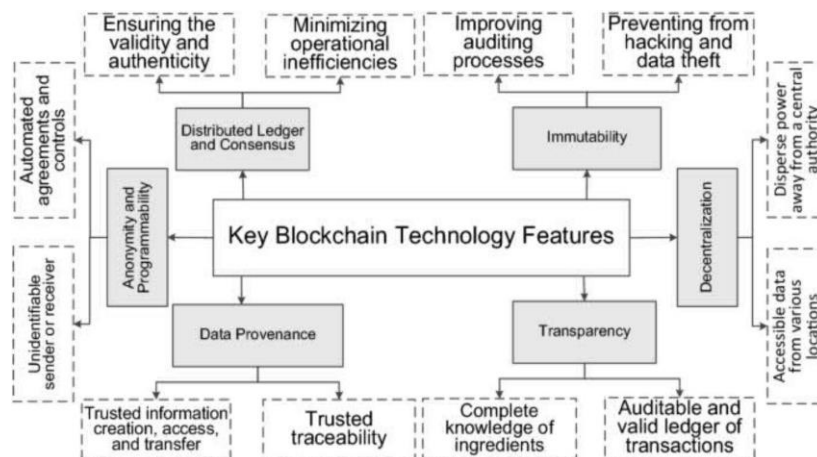 Ensuring the
validity and
authenticity
Minimizing
operational
inefficiencies
Improving
auditing
processes
Preventing from
hacking and
data theft
Automated
agreements and
controls
Distributed Ledger
and Consensus
Immutability
Disperse power
away from a central
authority
Anonymity and
Programmability
Key Blockchain Technology Features
Decentralization
Unidentifiable
sender or receiver
Data Provenance
Transparency
Accessible data
from various
locations
Trusted information
creation, access,
and transfer
Trusted
traceability
Complete
knowledge of
ingredients
Auditable and
valid ledger of
transactions